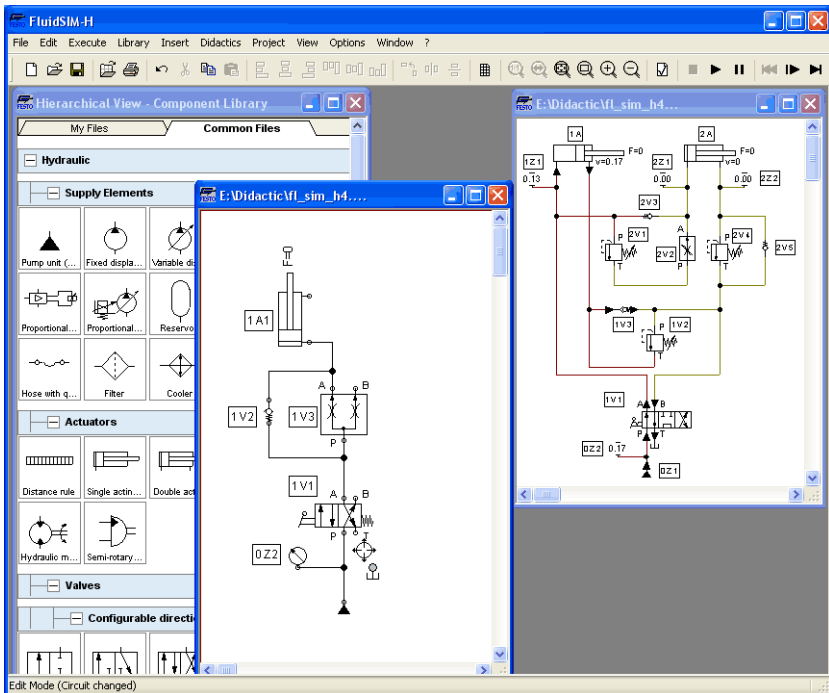 FluidSIM-H
File Edit Execute Library Insert Didactics Project View Options Window ?
Hierarchical View - Component Library
My Files
Common Files
Hydraulic
Supply Elements
Pump unit (...
Fixed displa...
Variable di
Proportional...
Proportional...
Reservo
Hose with q...
Filter
Cooler
Actuators
Distance rule
Single actin...
Double act
Hydraulic m...
Semi-rotary...
Valves
Configurable directi
E:\Didactic\fl_sim_h4....
1A1
1V2
A
B
1V3
P
1V1
A
B
P
T
0Z2
E:\Didactic\fl_sim_h4...
1A
2A
F=0
F=0
1Z1
v=0.17
2Z1
v=0
0.13
0.00
0.00
2Z2
2V3
P
2V1
T
A
2V2
P
P
2V4
T
2V5
1V3
P
1V2
T
1V1
A
B
P
T
0Z2
0.17
0Z1
Edit Mode (Circuit changed)